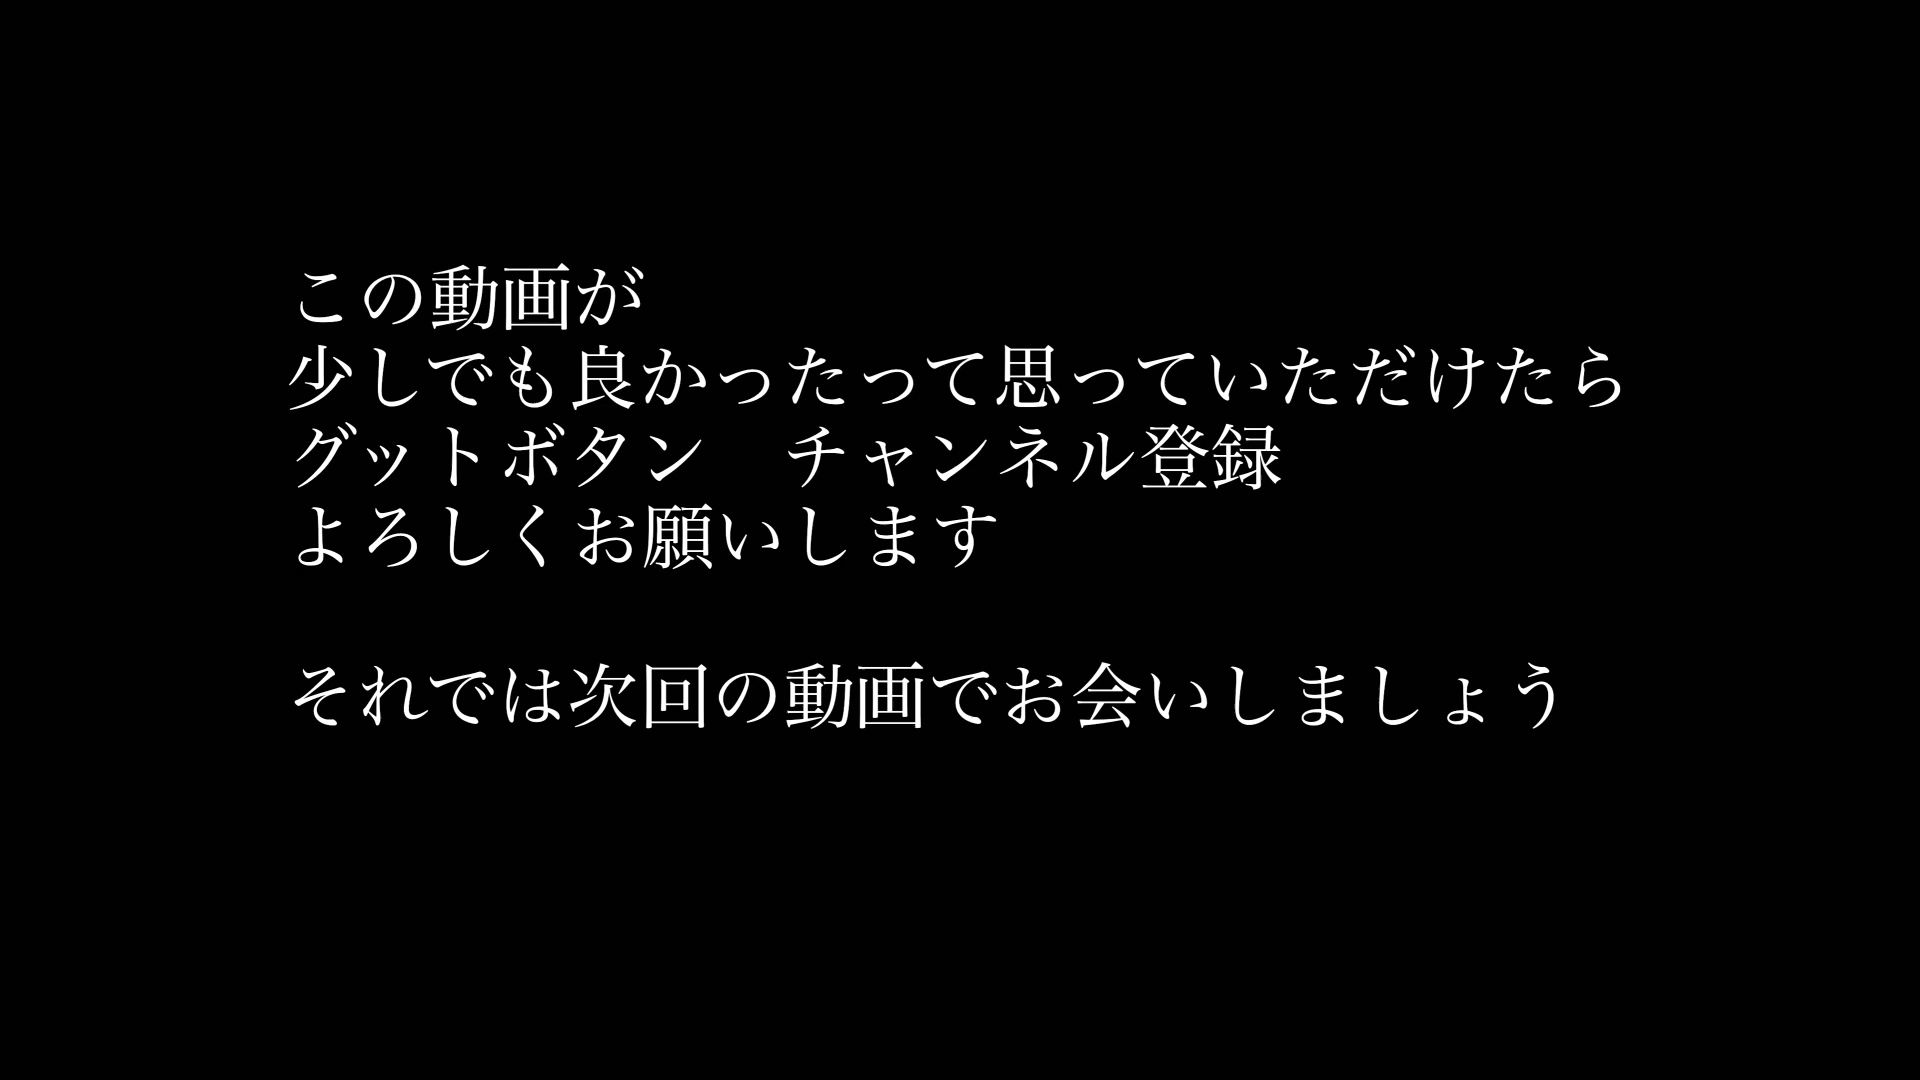 この動画が
少しでも良かったって思っていただけたら
グットボタン　チャンネル登録
よろしくお願いします
それでは次回の動画でお会いしましょう